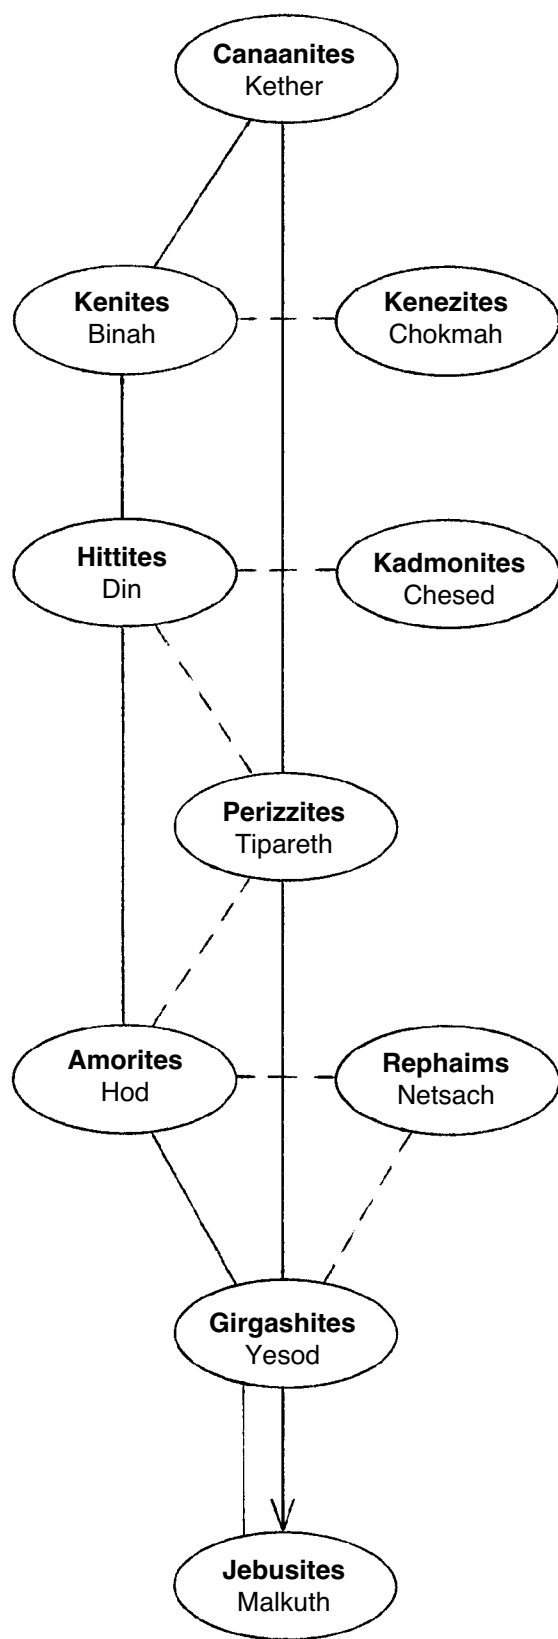 Canaanites
Kether
Kenites
Binah
Kenezites
Chokmah
Hittites
Din
Kadmonites
Chesed
Perizzites
Tipareth
Amorites
Hod
Rephaims
Netsach
Girgashites
Yesod
Jebusites
Malkuth